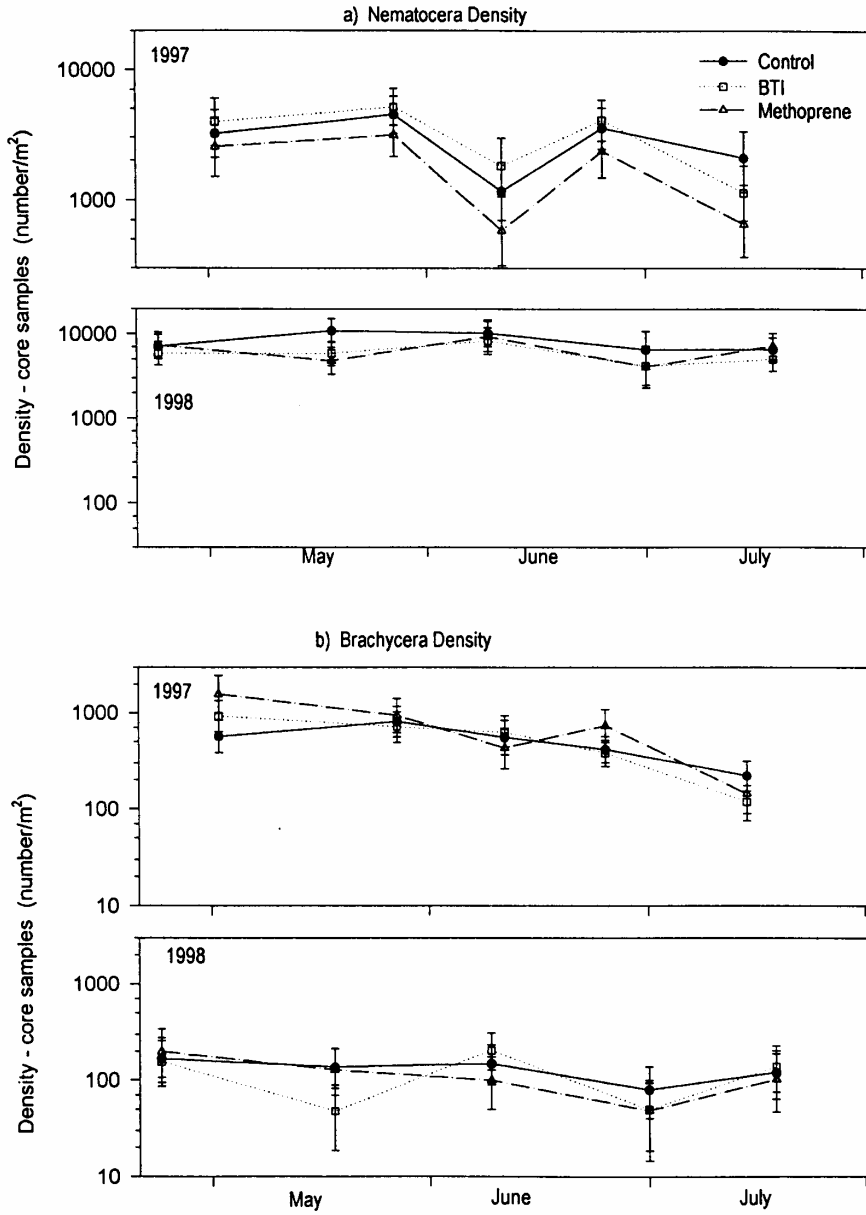 a) Nematocera Density
1997
Control
BTI
Methoprene
10000
1000
Density - core samples (number/m²)
10000
1000
100
1998
May
June
July
b) Brachycera Density
1997
1000
100
10
Density - core samples (number/m²)
1998
1000
100
10
May
June
July